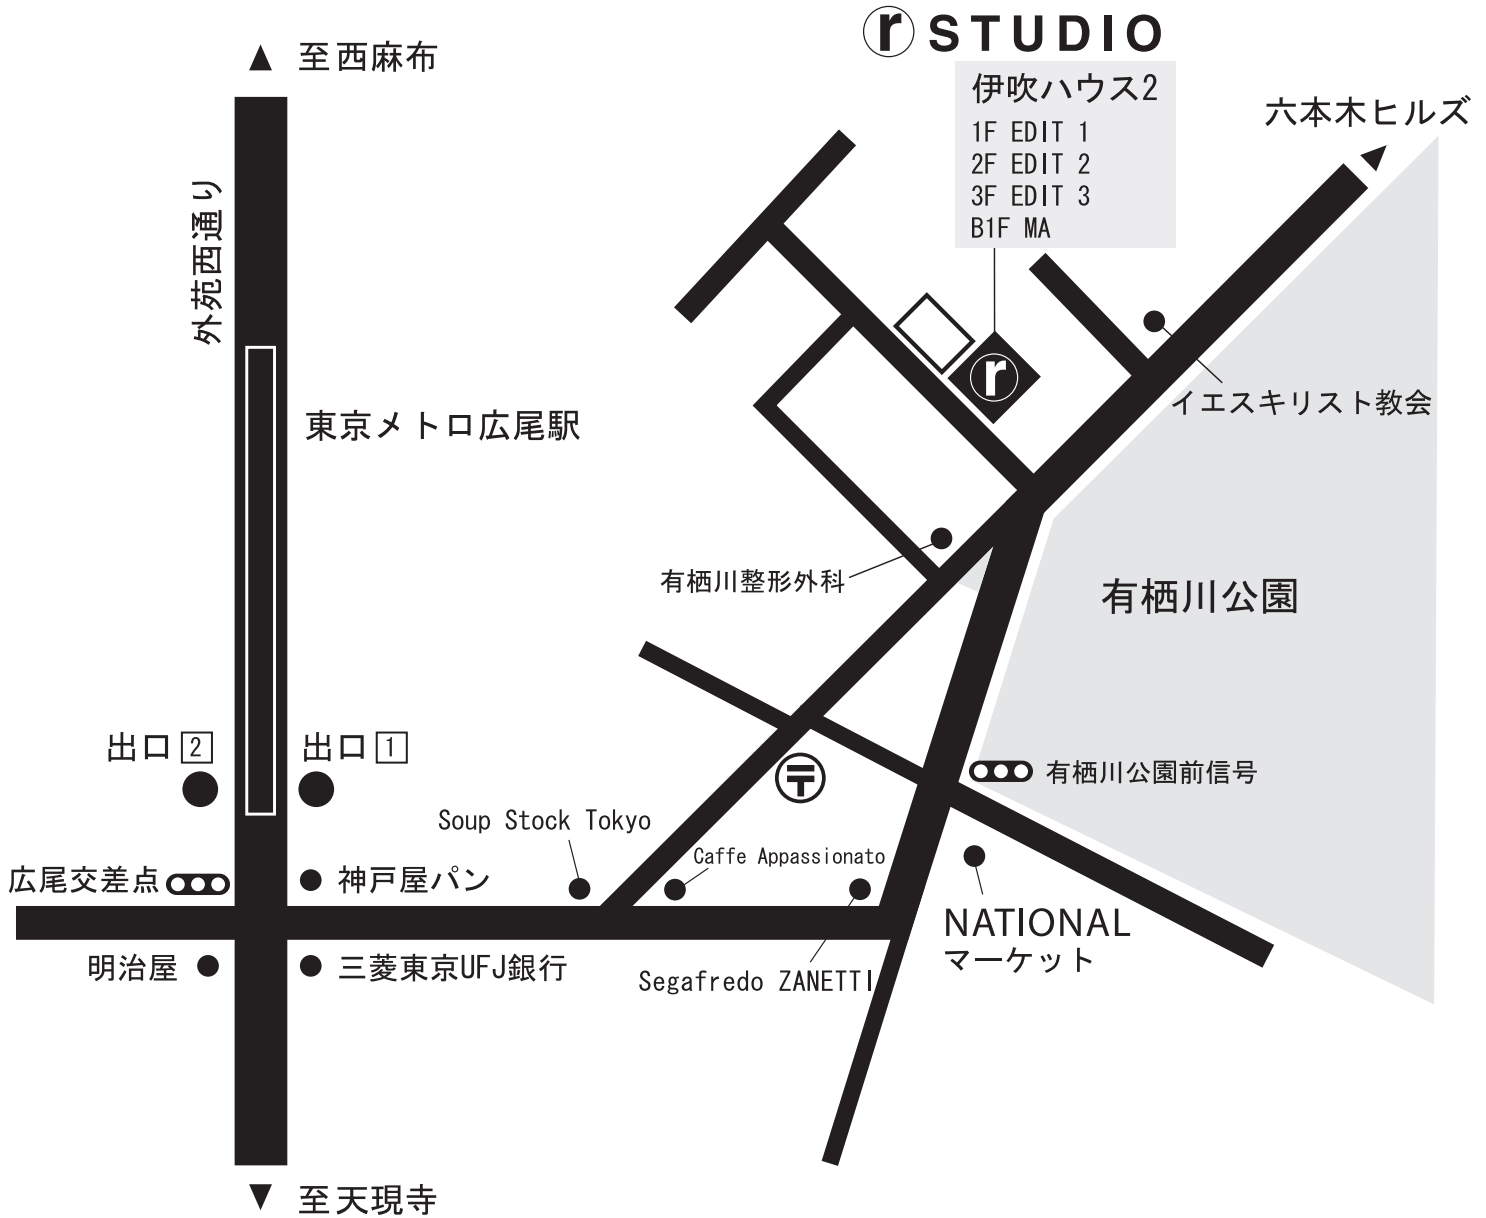 r STUDIO
至西麻布
伊吹ハウス2
1F EDIT 1
2F EDIT 2
3F EDIT 3
B1F MA
六本木ヒルズ
外苑西通り
r
イエスキリスト教会
東京メトロ広尾駅
有栖川整形外科
有栖川公園
出口2
出口1
〒
有栖川公園前信号
Soup Stock Tokyo
Caffe Appassionato
広尾交差点
神戸屋パン
NATIONAL
マーケット
明治屋
三菱東京UFJ銀行
Segafredo ZANETTI
至天現寺